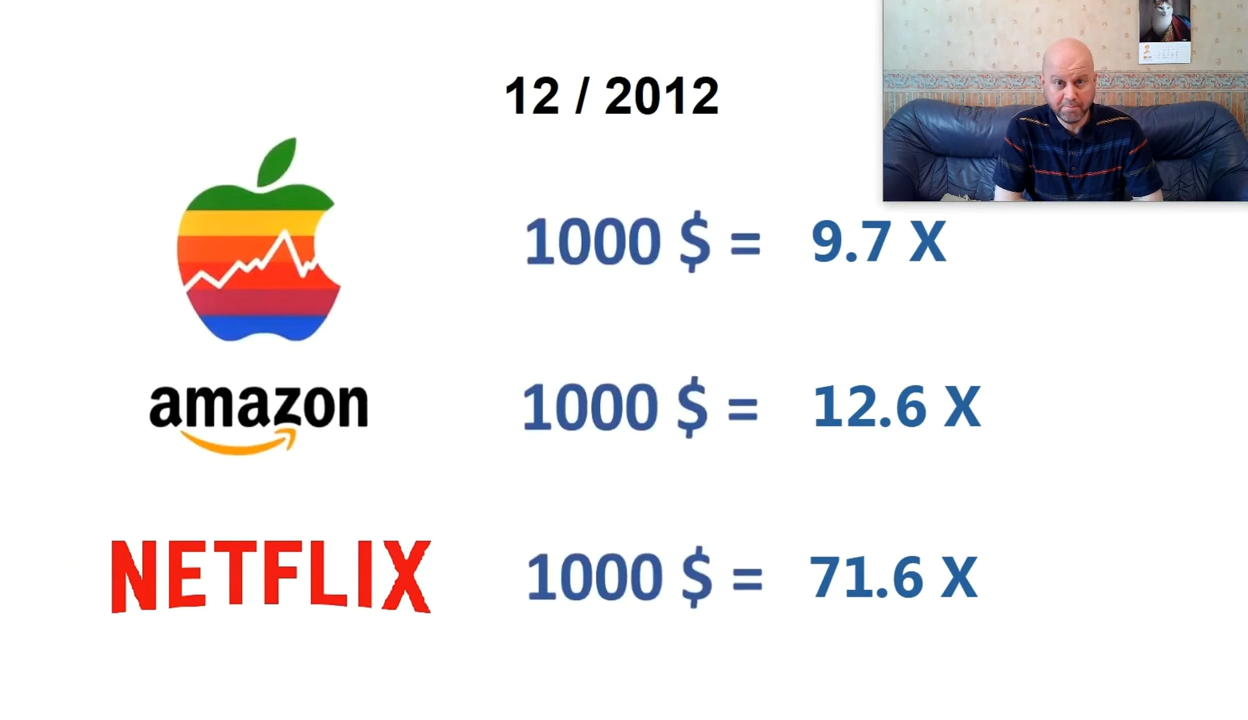 12 / 2012
1000 $ = 9.7 X
amazon
1000 $ = 12.6 X
NETFLIX
1000 $ = 71.6 X